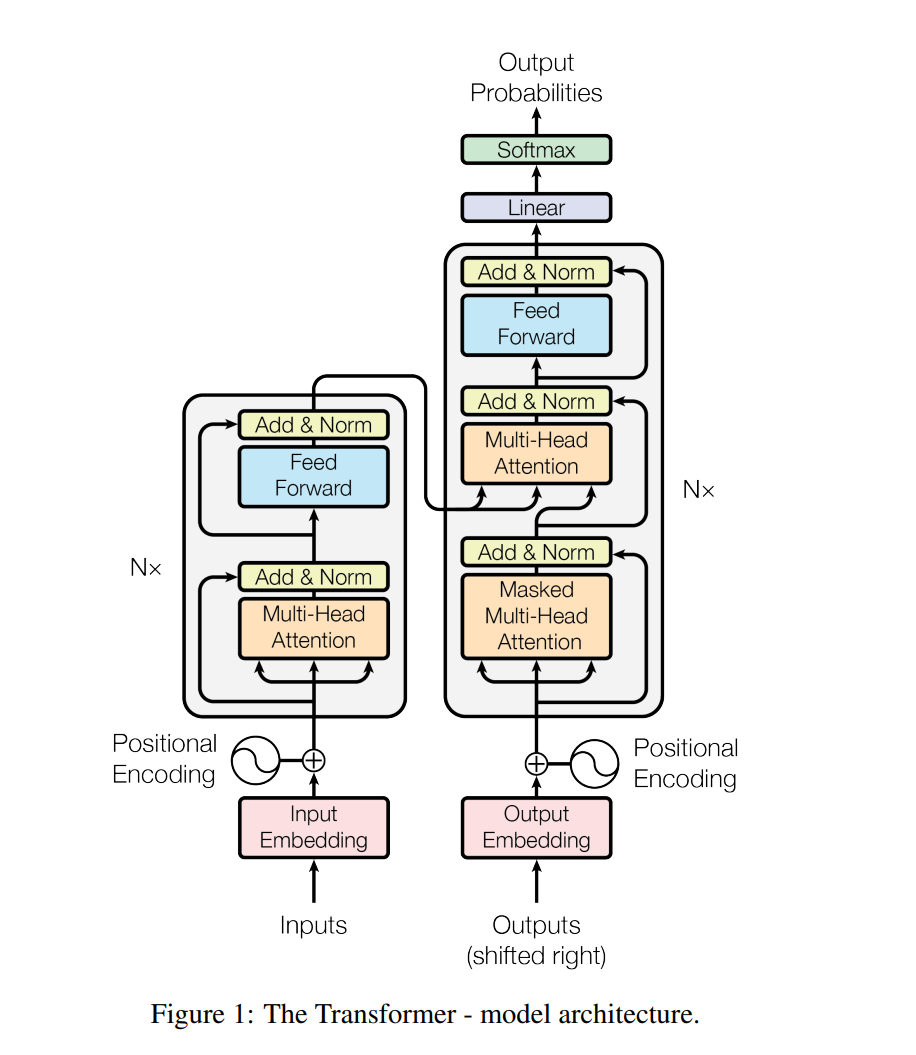 Output
Probabilities
Softmax
Linear
Add & Norm
Feed
Forward
Add & Norm
Multi-Head
Attention
Nx
Add & Norm
Masked
Multi-Head
Attention
Add & Norm
Feed
Forward
N×
Add & Norm
Multi-Head
Attention
Positional
Encoding
Positional
Encoding
Input
Embedding
Output
Embedding
Inputs
Outputs
(shifted right)
Figure 1: The Transformer - model architecture.